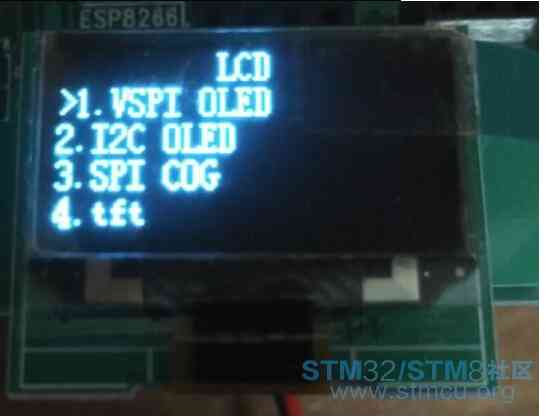 ESP8266
LCD
>1.VSPI OLED
2.I2C OLED
3.SPI COG
4.tft
STM32/STM8社区
www.stmcu.org